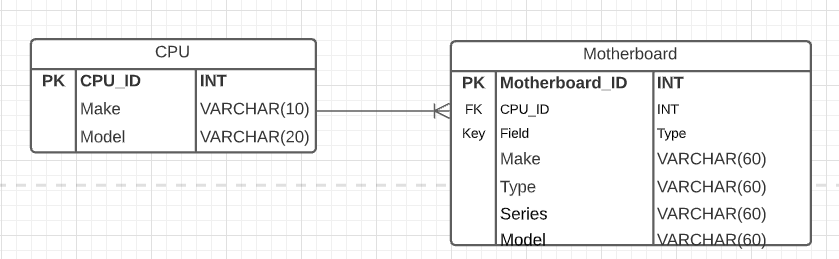 CPU
PK CPU_ID INT
Make VARCHAR(10)
Model VARCHAR(20)
Motherboard
PK Motherboard_ID INT
FK CPU_ID INT
Key Field Type
Make VARCHAR(60)
Type VARCHAR(60)
Series VARCHAR(60)
Model VARCHAR(60)